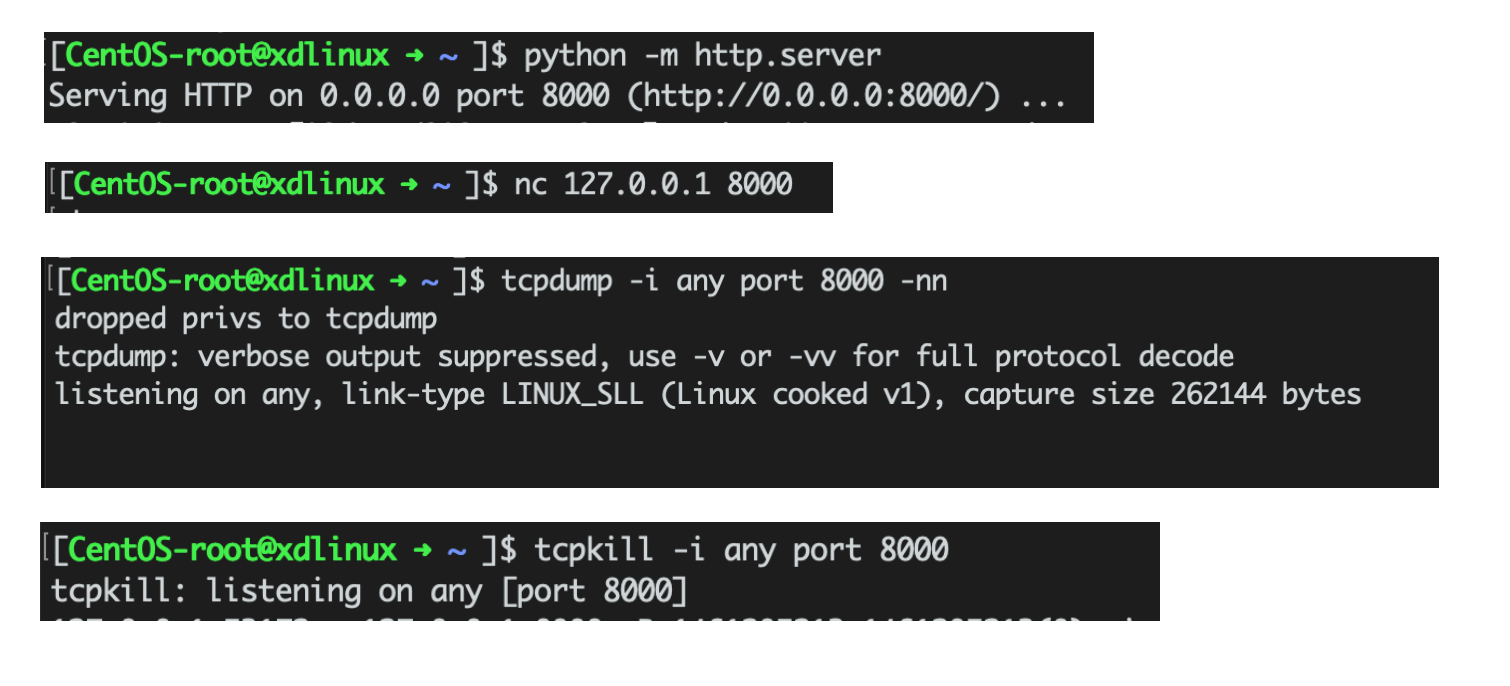 [[CentOS-root@xdlinux → ~ ]$ python -m http.server
Serving HTTP on 0.0.0.0 port 8000 (http://0.0.0.0:8000/) ...
[[CentOS-root@xdlinux → ~ ]$ nc 127.0.0.1 8000
[[CentOS-root@xdlinux → ~ ]$ tcpdump -i any port 8000 -nn
dropped privs to tcpdump
tcpdump: verbose output suppressed, use -v or -vv for full protocol decode
listening on any, link-type LINUX_SLL (Linux cooked v1), capture size 262144 bytes
[[CentOS-root@xdlinux → ~ ]$ tcpkill -i any port 8000
tcpkill: listening on any [port 8000]